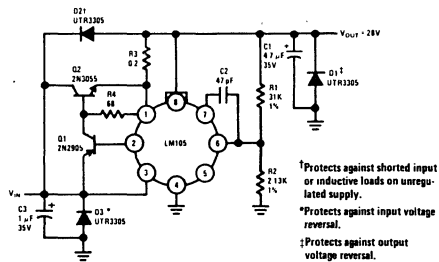 D2†
UTR3305
VOUT - 28V
R3
0.2
C1
4.7 µF
35V
+
D1‡
UTR3305
Q2
2N3055
R4
68
C2
47 pF
R1
31K
1%
1
8
7
Q1
2N2905
2
LM105
6
3
4
5
R2
2.13K
1%
VIN
+
C3
1 µF
35V
D3 *
UTR3305
†Protects against shorted input
or inductive loads on unregu-
lated supply.
*Protects against input voltage
reversal.
‡Protects against output
voltage reversal.